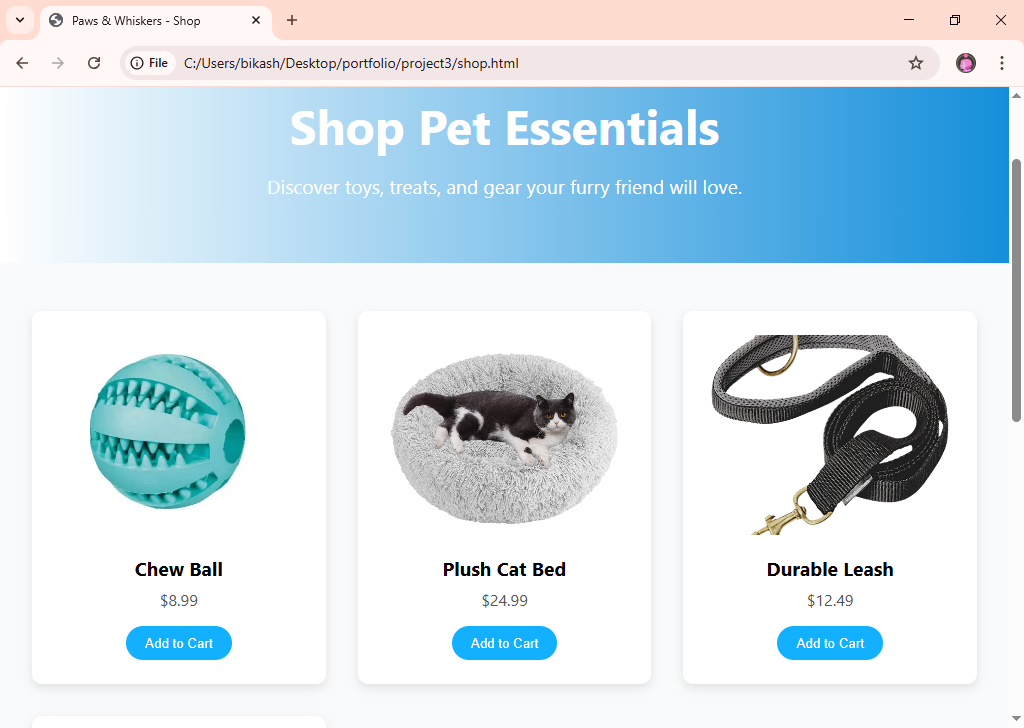 Paws & Whiskers - Shop
File
C:/Users/bikash/Desktop/portfolio/project3/shop.html
Shop Pet Essentials
Discover toys, treats, and gear your furry friend will love.
Chew Ball
$8.99
Add to Cart
Plush Cat Bed
$24.99
Add to Cart
Durable Leash
$12.49
Add to Cart